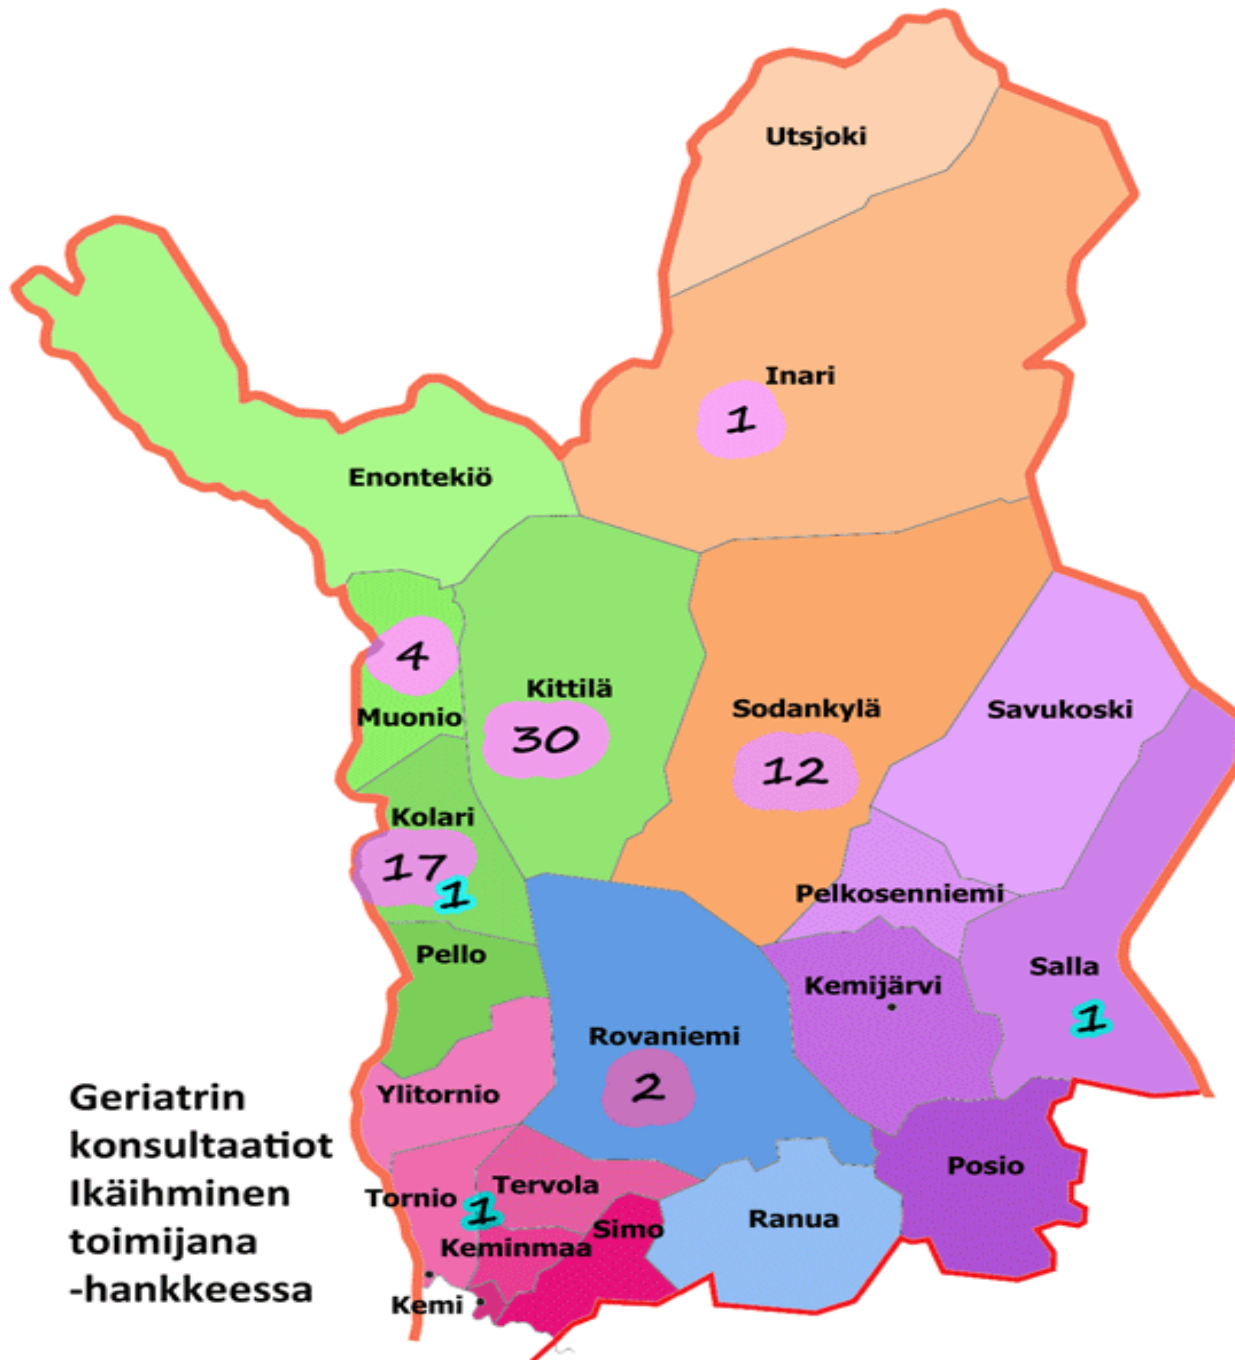 Utsjoki
Inari
1
Enontekiö
4
Muonio
Kittilä
30
Sodankylä
12
Savukoski
Kolari
17
1
Pelkosenniemi
Pello
Salla
1
Kemijärvi
Rovaniemi
2
Ylitornio
Posio
Tornio
1
Tervola
Simo
Ranua
Keminmaa
Kemi
Geriatrin
konsultaatiot
Ikäihminen
toimijana
-hankkeessa